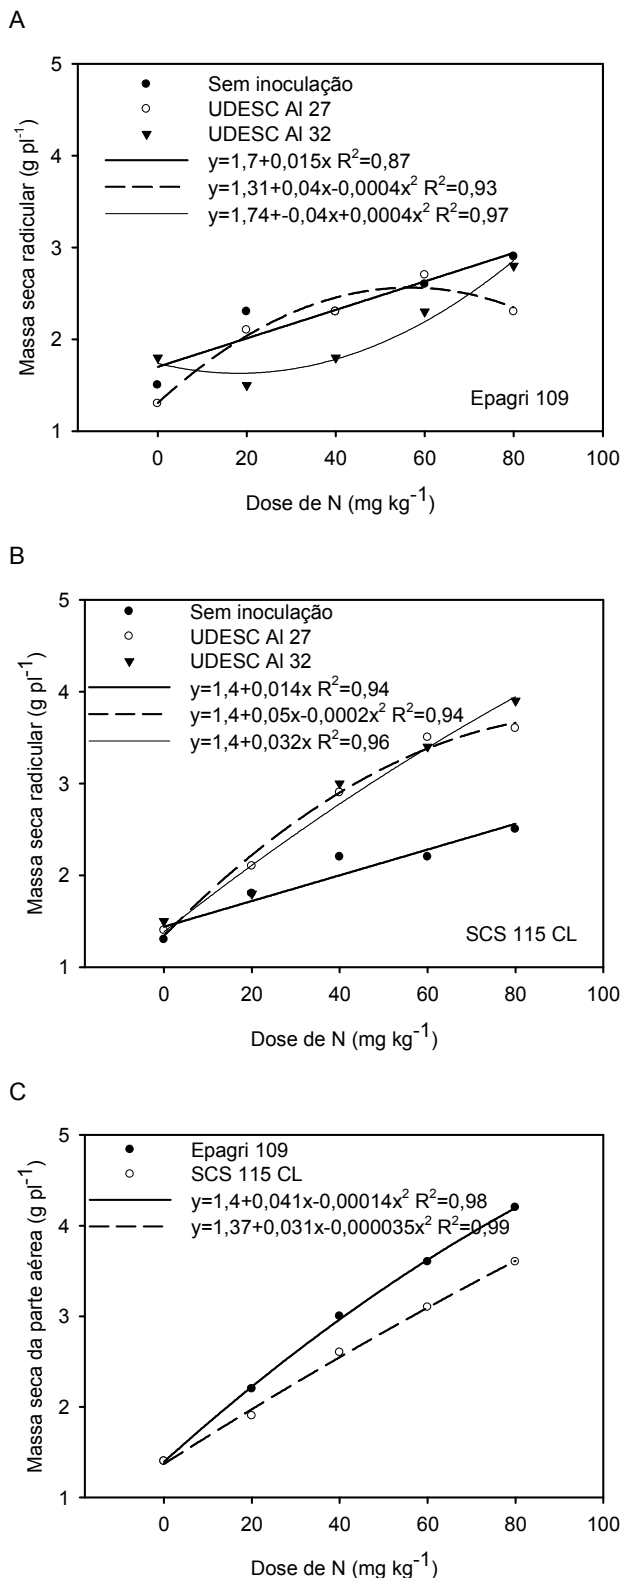 A
Sem inoculação
UDESC Al 27
UDESC Al 32
y=1,7+0,015x R²=0,87
y=1,31+0,04x-0,0004x² R²=0,93
y=1,74+-0,04x+0,0004x² R²=0,97
Massa seca radicular (g pl⁻¹)
5
4
3
2
1
Epagri 109
0 20 40 60 80 100
Dose de N (mg kg⁻¹)
B
Sem inoculação
UDESC Al 27
UDESC Al 32
y=1,4+0,014x R²=0,94
y=1,4+0,05x-0,0002x² R²=0,94
y=1,4+0,032x R²=0,96
Massa seca radicular (g pl⁻¹)
5
4
3
2
1
SCS 115 CL
0 20 40 60 80 100
Dose de N (mg kg⁻¹)
C
Epagri 109
SCS 115 CL
y=1,4+0,041x-0,00014x² R²=0,98
y=1,37+0,031x-0,000035x² R²=0,99
Massa seca da parte aérea (g pl⁻¹)
5
4
3
2
1
0 20 40 60 80 100
Dose de N (mg kg⁻¹)